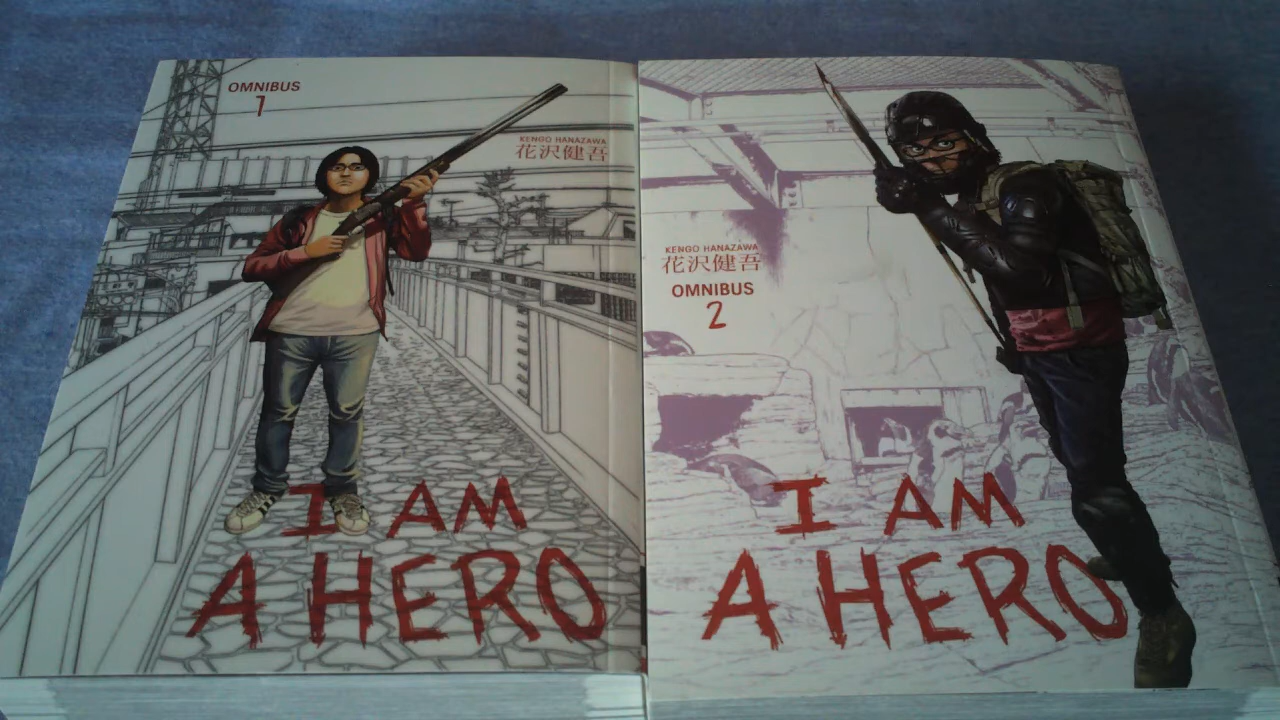 OMNIBUS
1
KENGO HANAZAWA
花沢健吾
I AM
A HERO
KENGO HANAZAWA
花沢健吾
OMNIBUS
2
I AM
A HERO